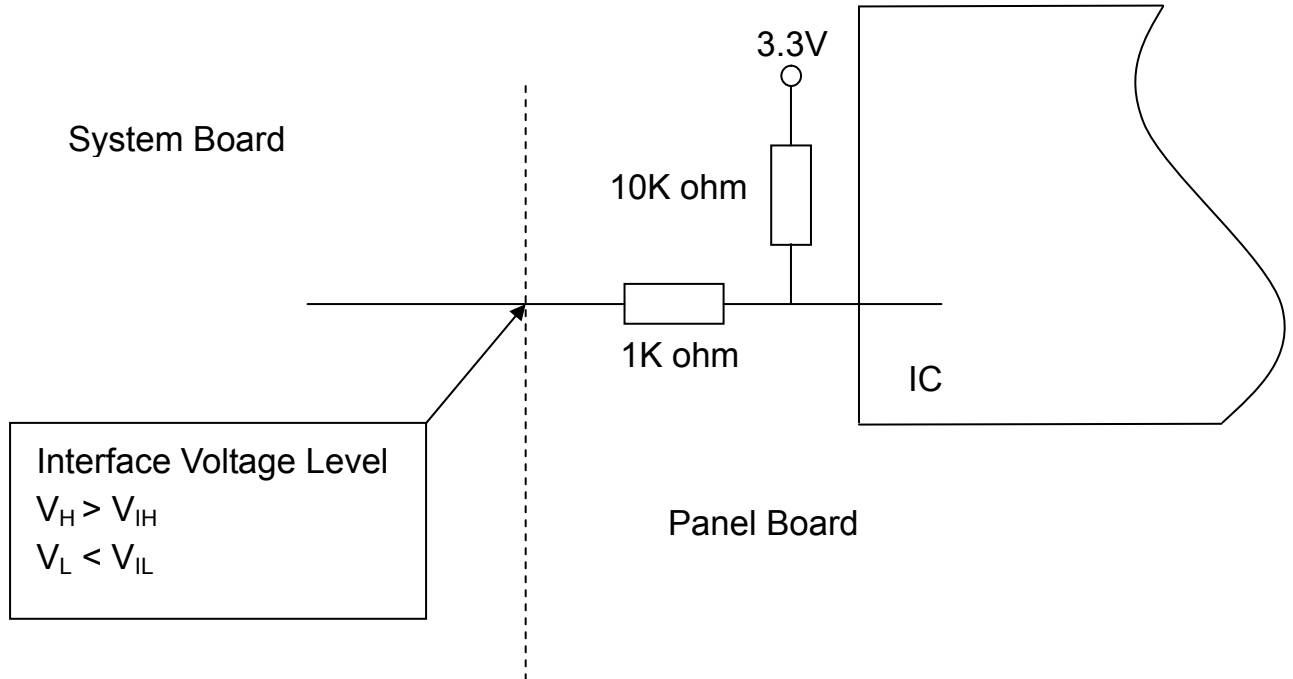 3.3V
System Board
10K ohm
1K ohm
IC
Interface Voltage Level
V_H > V_IH
V_L < V_IL
Panel Board